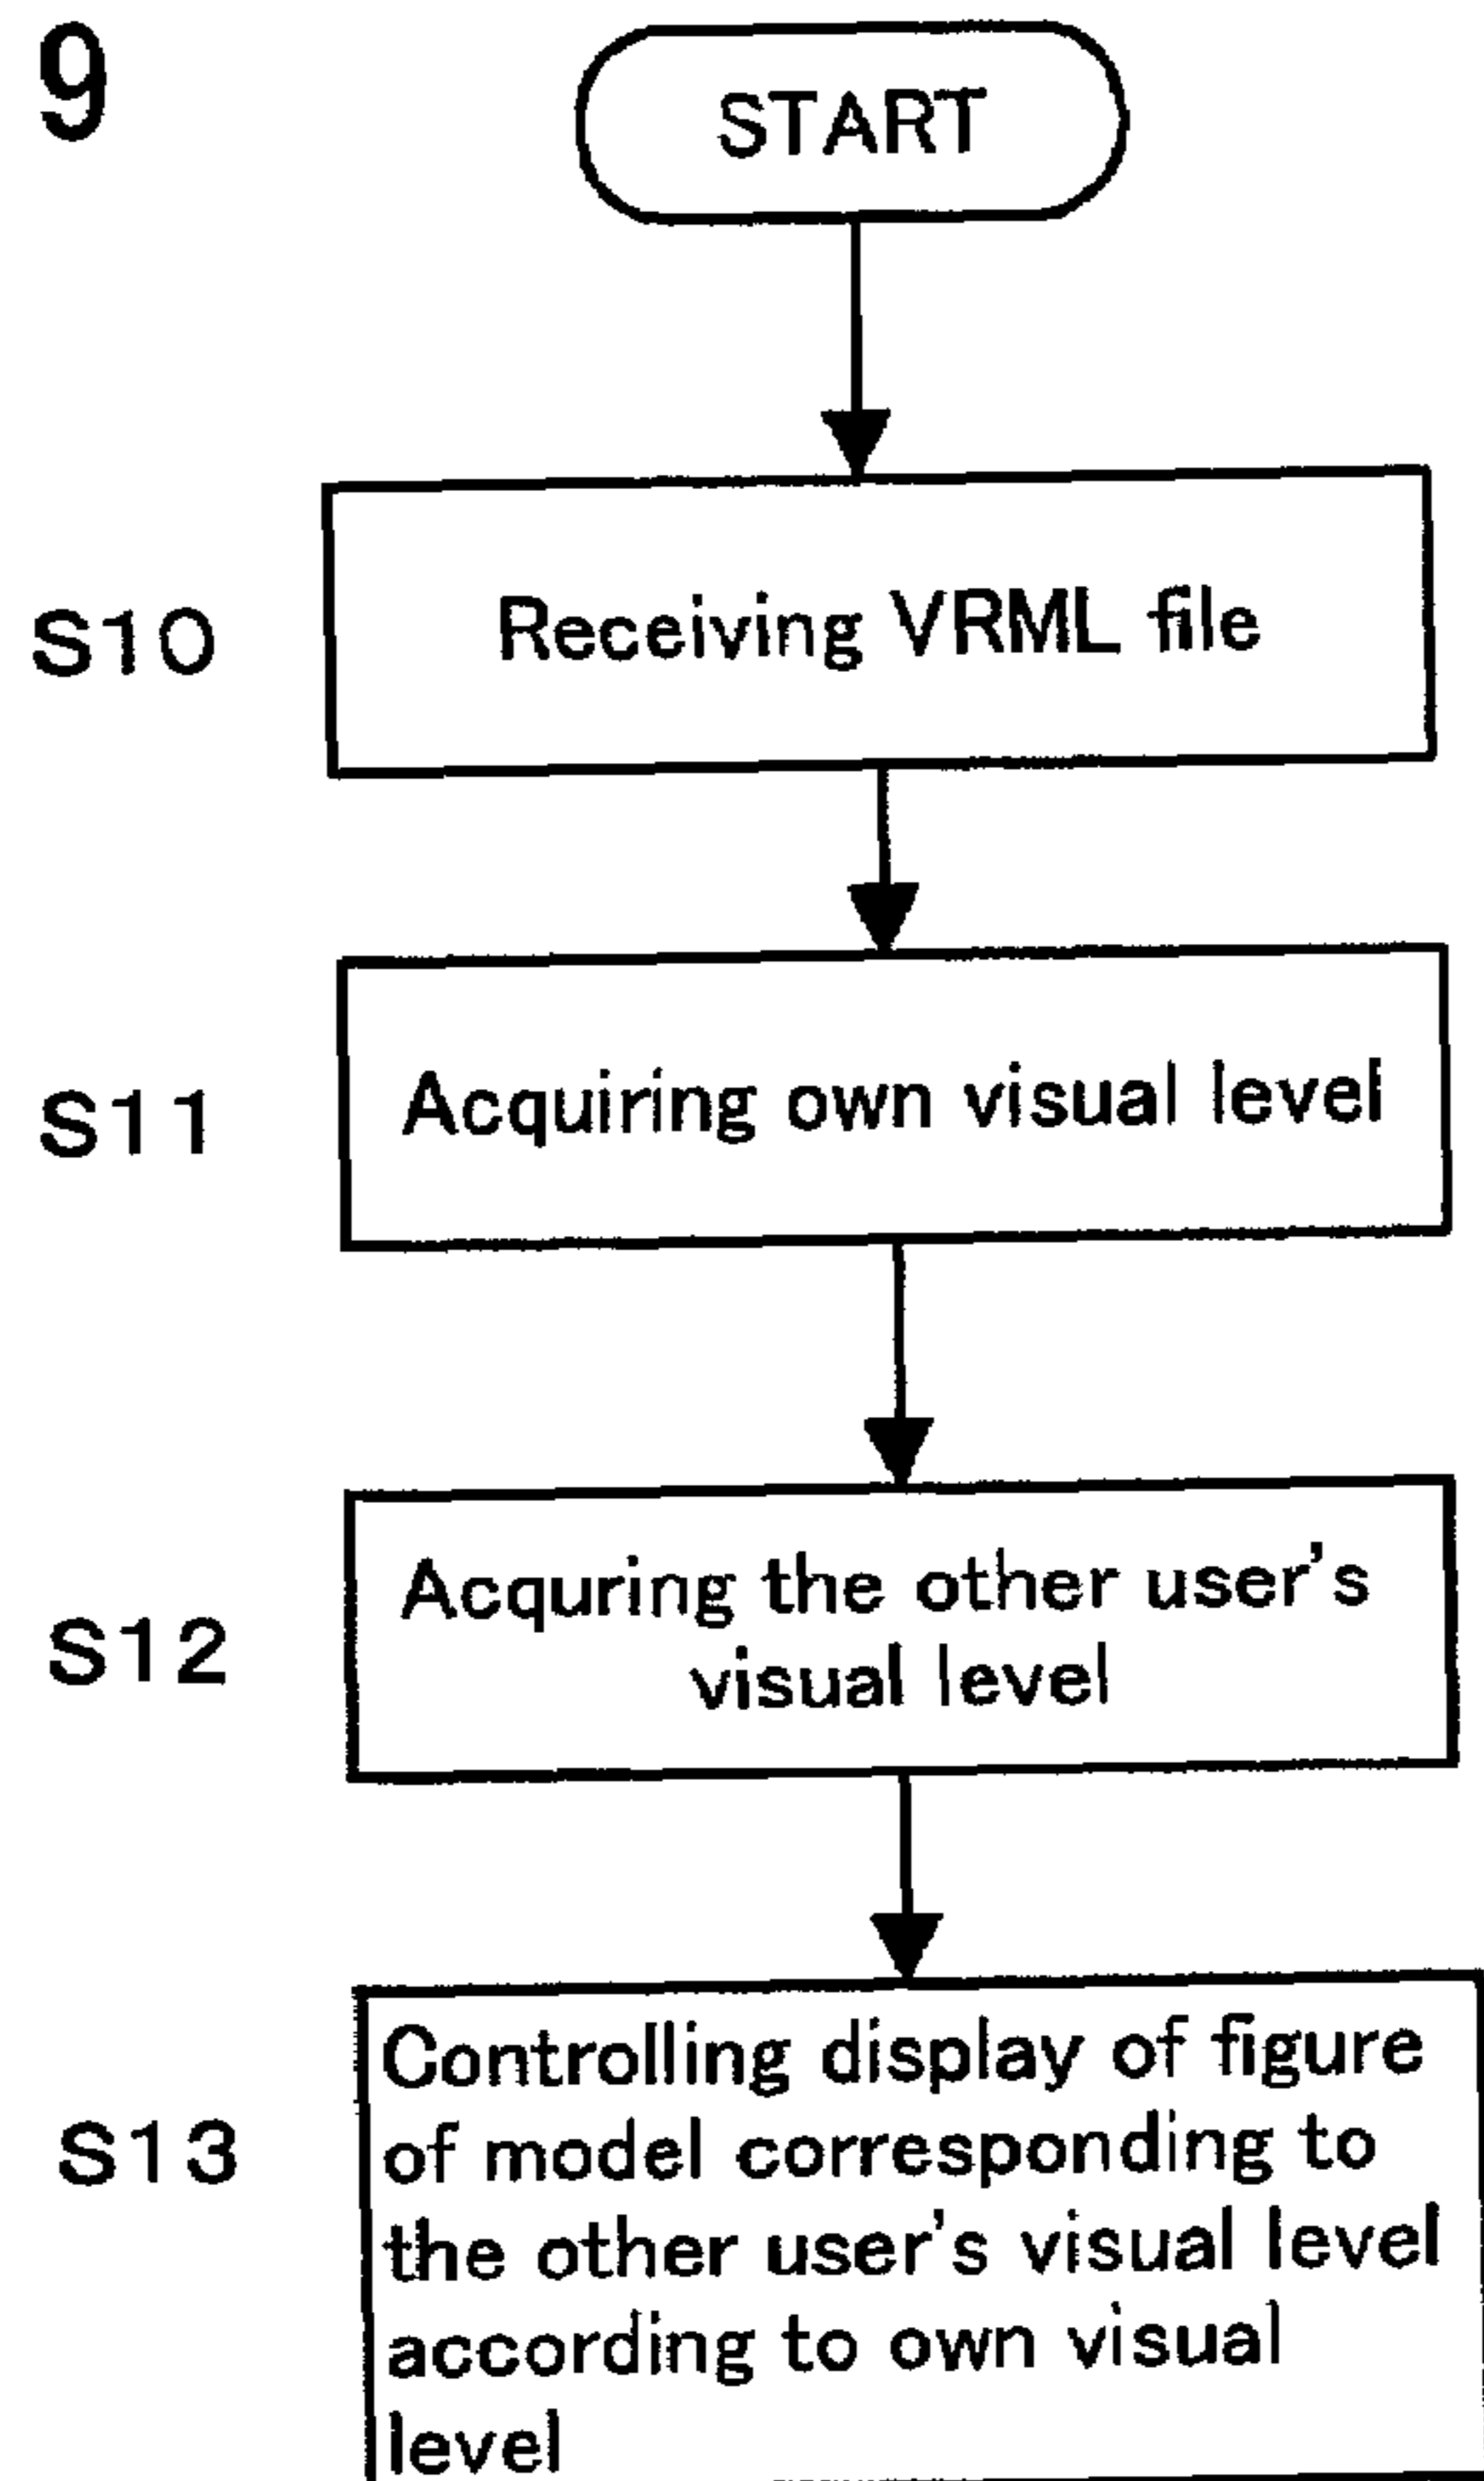 9
START
S10
Receiving VRML file
S11
Acquiring own visual level
S12
Acquring the other user's
visual level
S13
Controlling display of figure
of model corresponding to
the other user's visual level
according to own visual
level